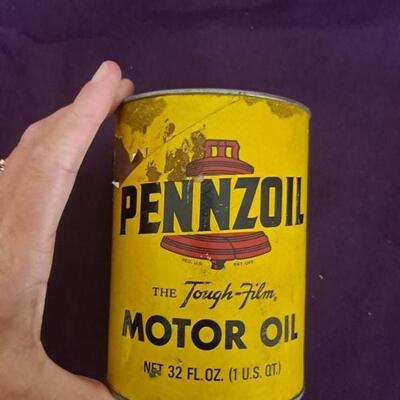 PENNZOIL
REG. U.S. PAT. OFF.
THE Tough-Film®
MOTOR OIL
NET 32 FL. OZ. (1 U.S. QT.)